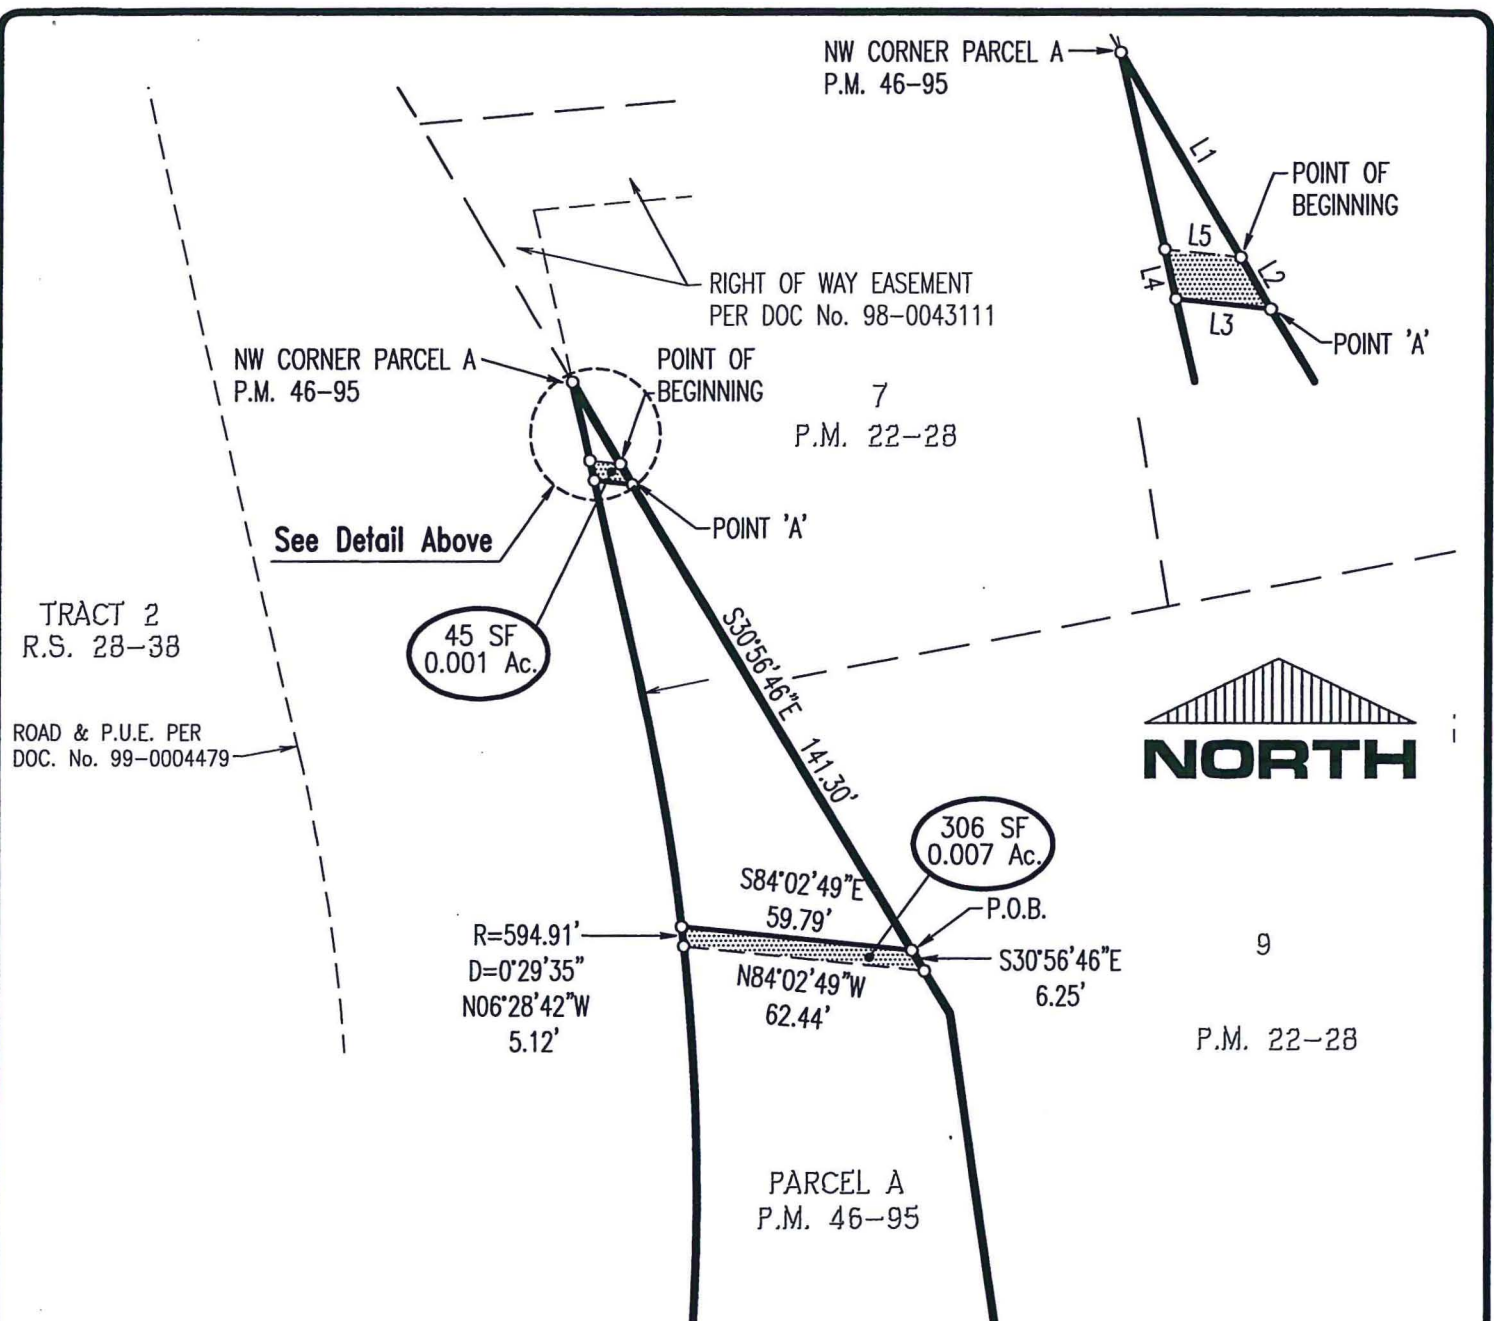 NW CORNER PARCEL A
P.M. 46-95
L1
POINT OF
BEGINNING
L5
L2
L4
L3
POINT 'A'
RIGHT OF WAY EASEMENT
PER DOC No. 98-0043111
NW CORNER PARCEL A
P.M. 46-95
POINT OF
BEGINNING
7
P.M. 22-28
POINT 'A'
See Detail Above
TRACT 2
R.S. 28-38
45 SF
0.001 Ac.
S30°56'46"E 141.30'
ROAD & P.U.E. PER
DOC. No. 99-0004479
NORTH
306 SF
0.007 Ac.
S84°02'49"E
59.79'
P.O.B.
R=594.91'
D=0°29'35"
N06°28'42"W
5.12'
N84°02'49"W
62.44'
S30°56'46"E
6.25'
9
P.M. 22-28
PARCEL A
P.M. 46-95